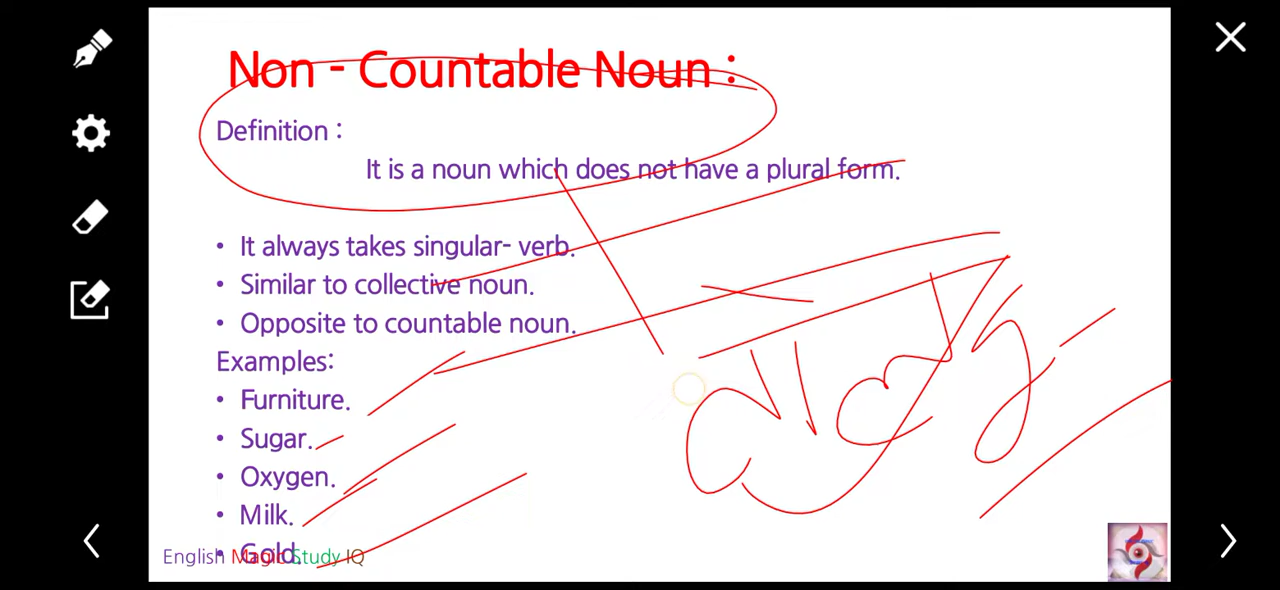 Non - Countable Noun :
Definition :
It is a noun which does not have a plural form.
• It always takes singular- verb.
• Similar to collective noun.
• Opposite to countable noun.
Examples:
• Furniture.
• Sugar.
• Oxygen.
• Milk.
• Gold.
English Magic Study IQ